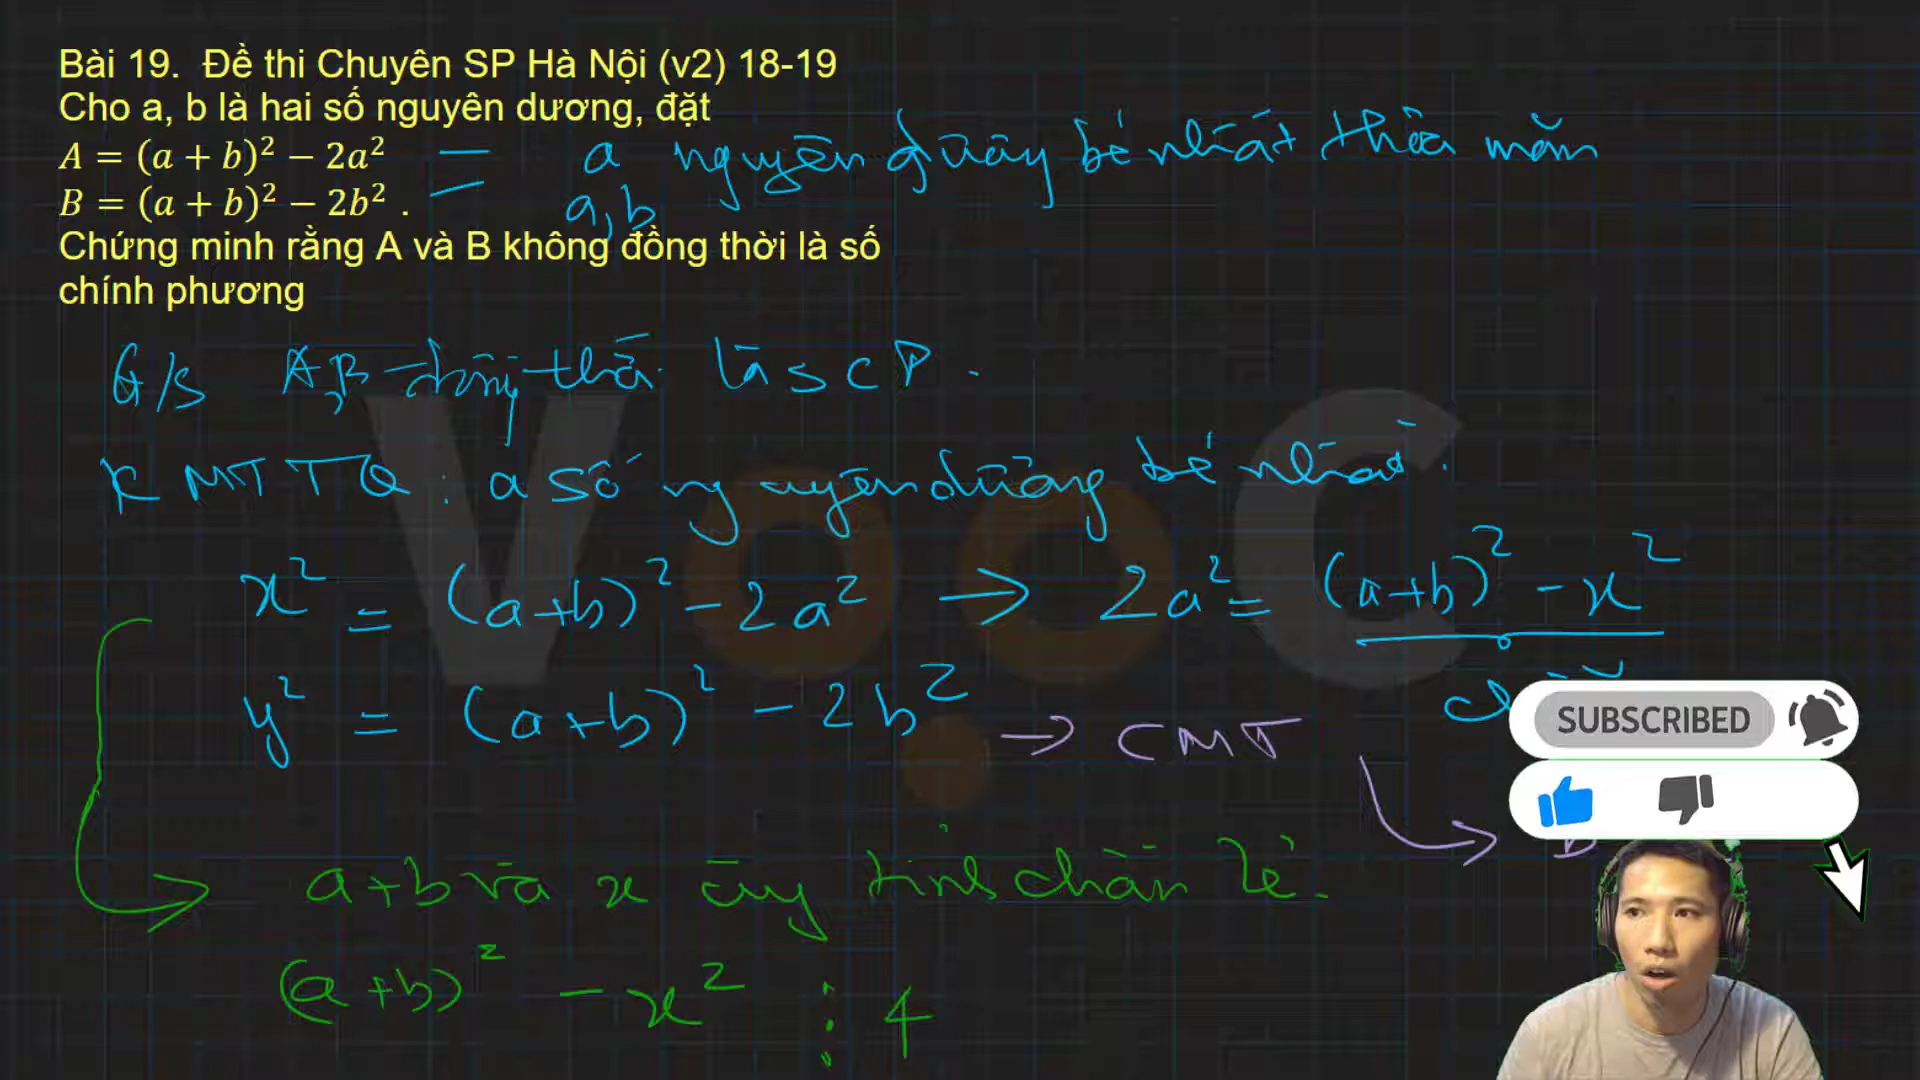 Bài 19. Đề thi Chuyên SP Hà Nội (v2) 18-19
Cho a, b là hai số nguyên dương, đặt
A = (a + b)² − 2a²
B = (a + b)² − 2b² .
a nguyên dương bé nhất thỏa mãn
a, b
Chứng minh rằng A và B không đồng thời là số
chính phương
G/s A, B đồng thời là SCP.
KMTTQ : a số nguyên dương bé nhất.
x² = (a+b)² − 2a² → 2a² = (a+b)² − x²
y² = (a+b)² − 2b² → CMT
SUBSCRIBED
a+b và x cùng tính chẵn lẻ.
(a+b)² − x² ⋮ 4
VOOC